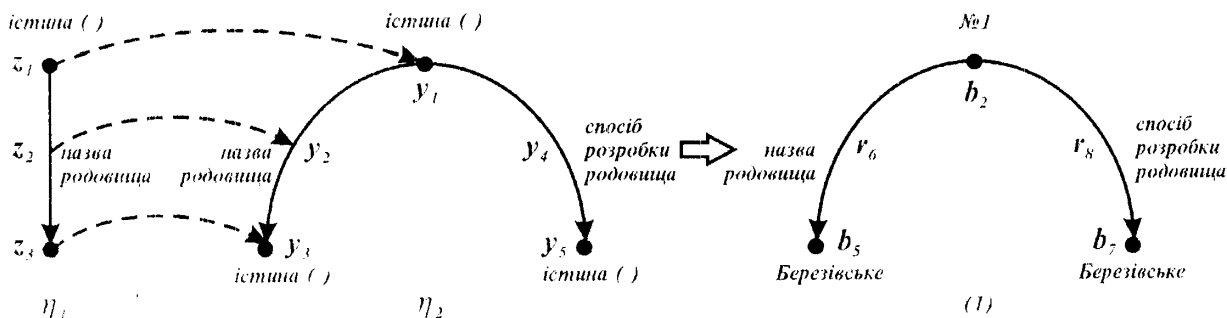 істина ( )
істина ( )
№1
z₁
y₁
b₂
z₂
назва
родовища
назва
родовища
y₂
y₄
спосіб
розробки
родовища
назва
родовища
r₆
r₈
спосіб
розробки
родовища
z₃
y₃
y₅
b₅
b₇
істина ( )
істина ( )
Березівське
Березівське
η₁
η₂
(1)